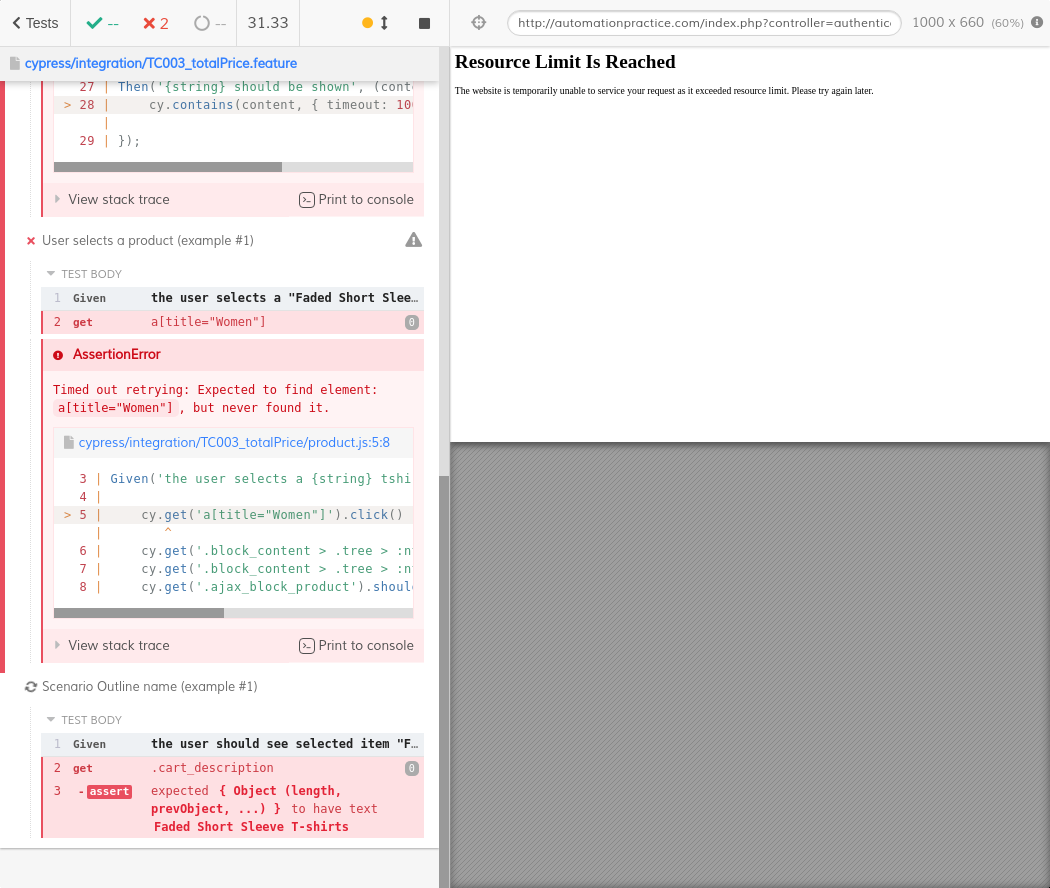 Tests
--
2
--
31.33
http://automationpractice.com/index.php?controller=authentic
1000 x 660 (60%)
cypress/integration/TC003_totalPrice.feature
27 | Then('{string} should be shown', (cont
> 28 |     cy.contains(content, { timeout: 100
|
29 | });
View stack trace
Print to console
User selects a product (example #1)
TEST BODY
1 Given the user selects a "Faded Short Slee…
2 get a[title="Women"] 0
AssertionError
Timed out retrying: Expected to find element:
a[title="Women"] , but never found it.
cypress/integration/TC003_totalPrice/product.js:5:8
3 | Given('the user selects a {string} tshi
4 |
> 5 |     cy.get('a[title="Women"]').click()
|        ^
6 |     cy.get('.block_content > .tree > :n
7 |     cy.get('.block_content > .tree > :n
8 |     cy.get('.ajax_block_product').shoul
View stack trace
Print to console
Scenario Outline name (example #1)
TEST BODY
1 Given the user should see selected item "F…
2 get .cart_description 0
3 -assert expected { Object (length,
prevObject, ...) } to have text
Faded Short Sleeve T-shirts
Resource Limit Is Reached
The website is temporarily unable to service your request as it exceeded resource limit. Please try again later.